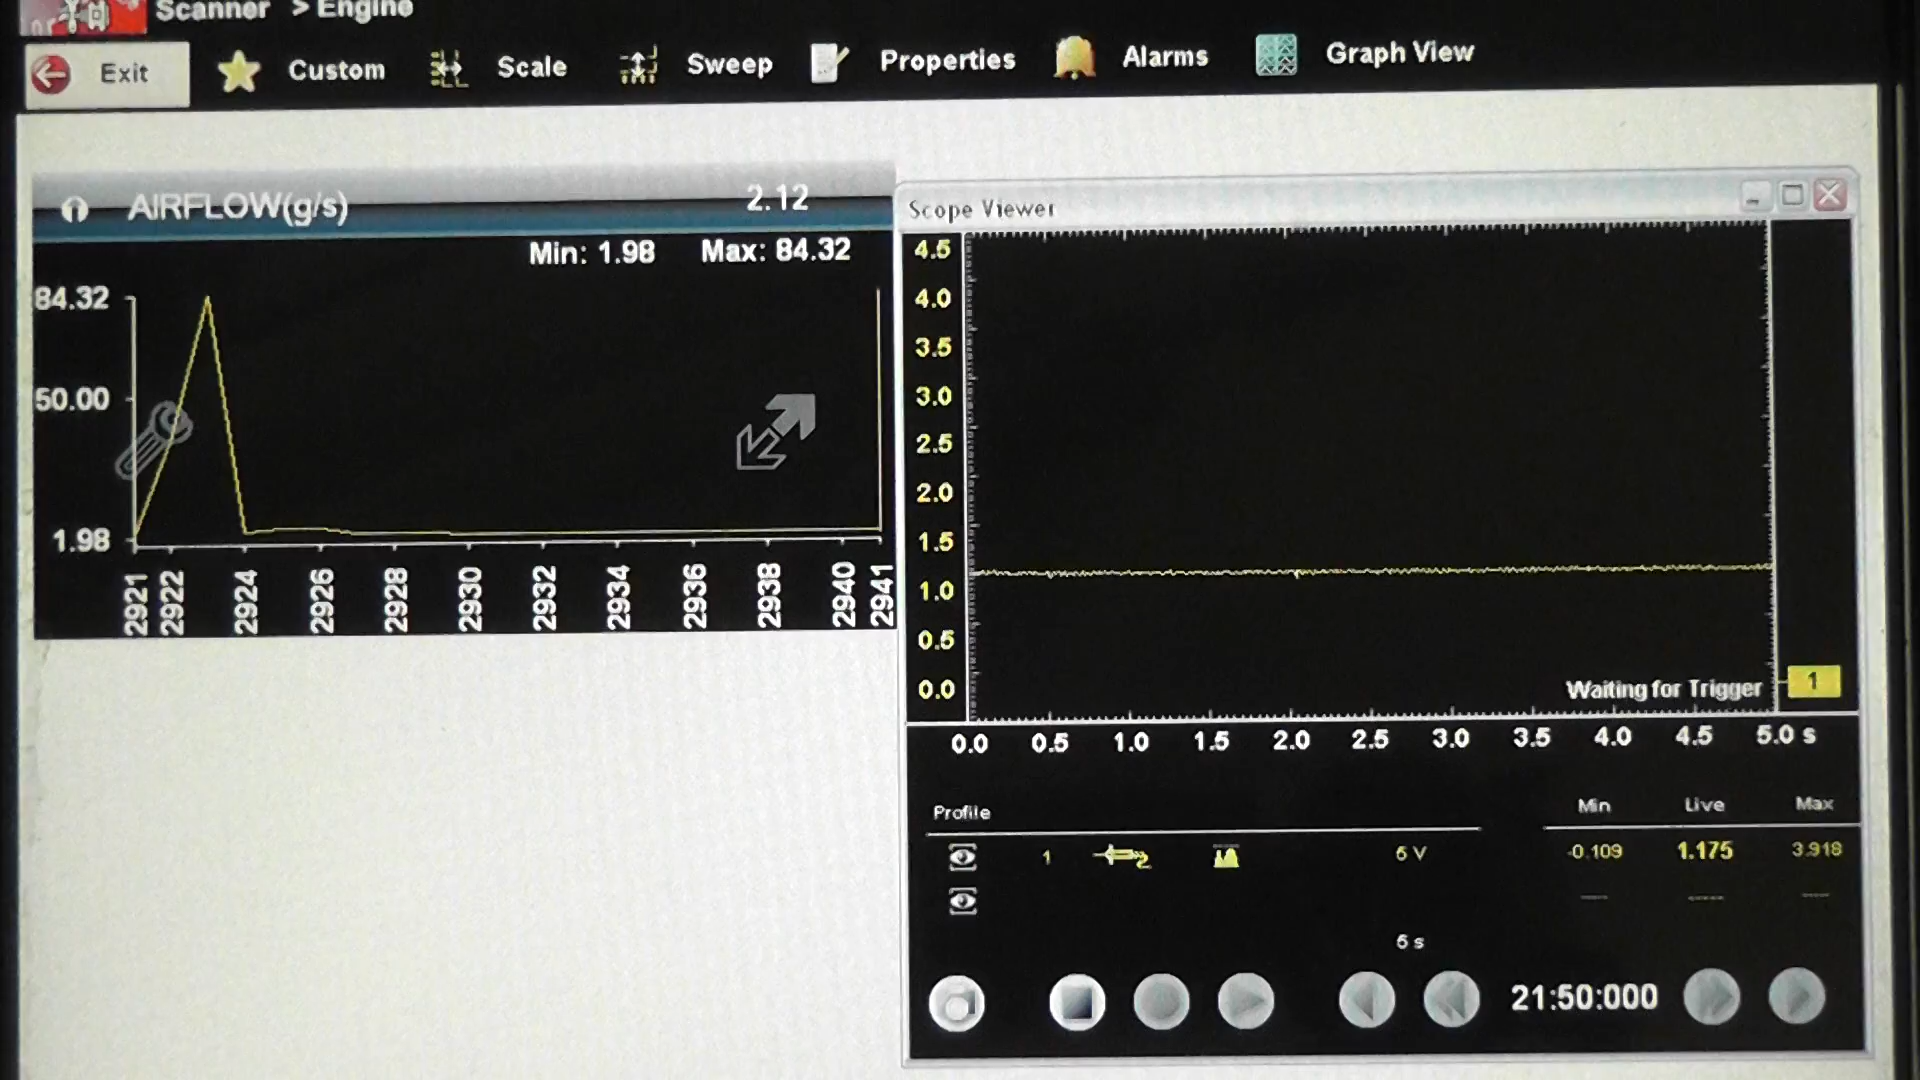 Scanner > Engine
Exit Custom Scale Sweep Properties Alarms Graph View
AIRFLOW(g/s) 2.12
Min: 1.98 Max: 84.32
84.32
50.00
1.98
2921 2922 2924 2926 2928 2930 2932 2934 2936 2938 2940 2941
Scope Viewer
4.5
4.0
3.5
3.0
2.5
2.0
1.5
1.0
0.5
0.0
Waiting for Trigger 1
0.0 0.5 1.0 1.5 2.0 2.5 3.0 3.5 4.0 4.5 5.0 s
Profile Min Live Max
1 2 -0.109 1.175 3.918
21:50:000